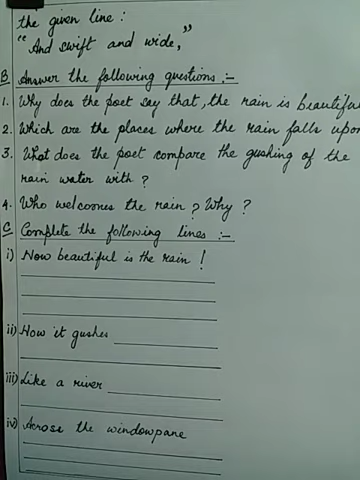 the given line:
"And swift and wide,"
B Answer the following questions :-
1. Why does the poet say that, the rain is beautiful
2. Which are the places where the rain falls upon
3. What does the poet compare the gushing of the
rain water with?
4. Who welcomes the rain? Why?
C Complete the following lines :-
i) How beautiful is the rain!
ii) How it gushes
iii) Like a river
iv) Across the windowpane